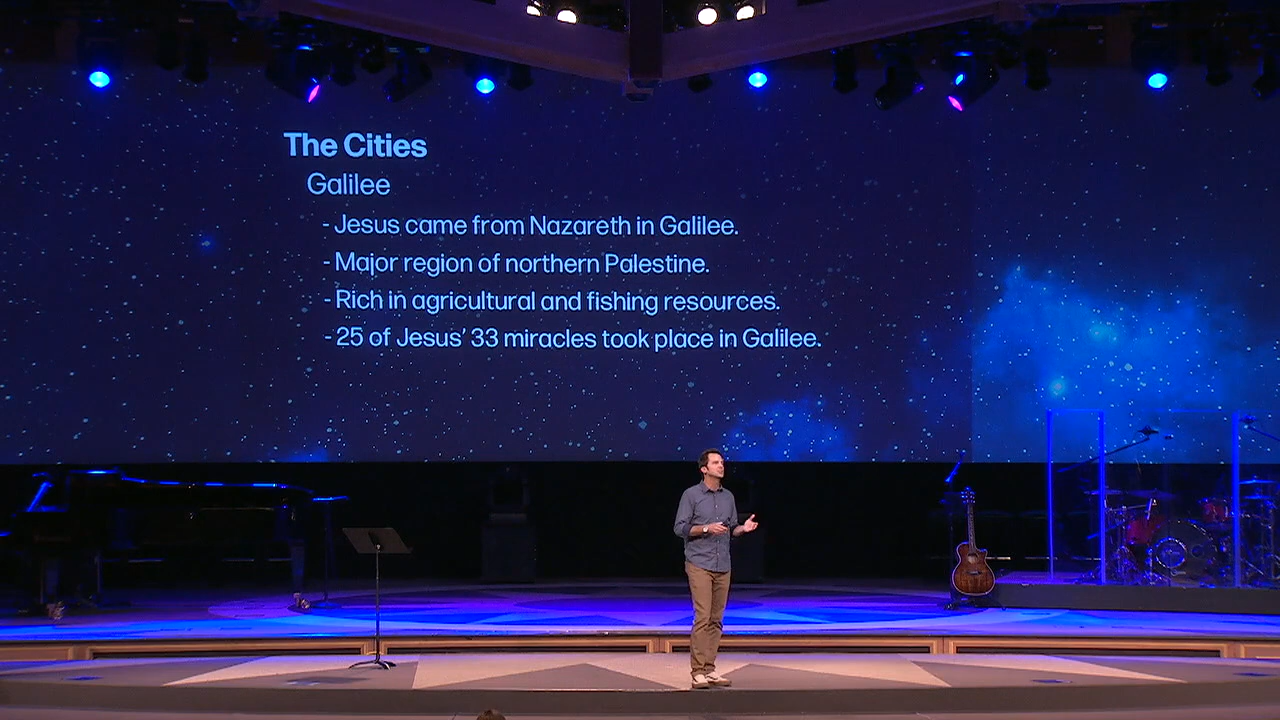 The Cities
Galilee
- Jesus came from Nazareth in Galilee.
- Major region of northern Palestine.
- Rich in agricultural and fishing resources.
- 25 of Jesus’ 33 miracles took place in Galilee.